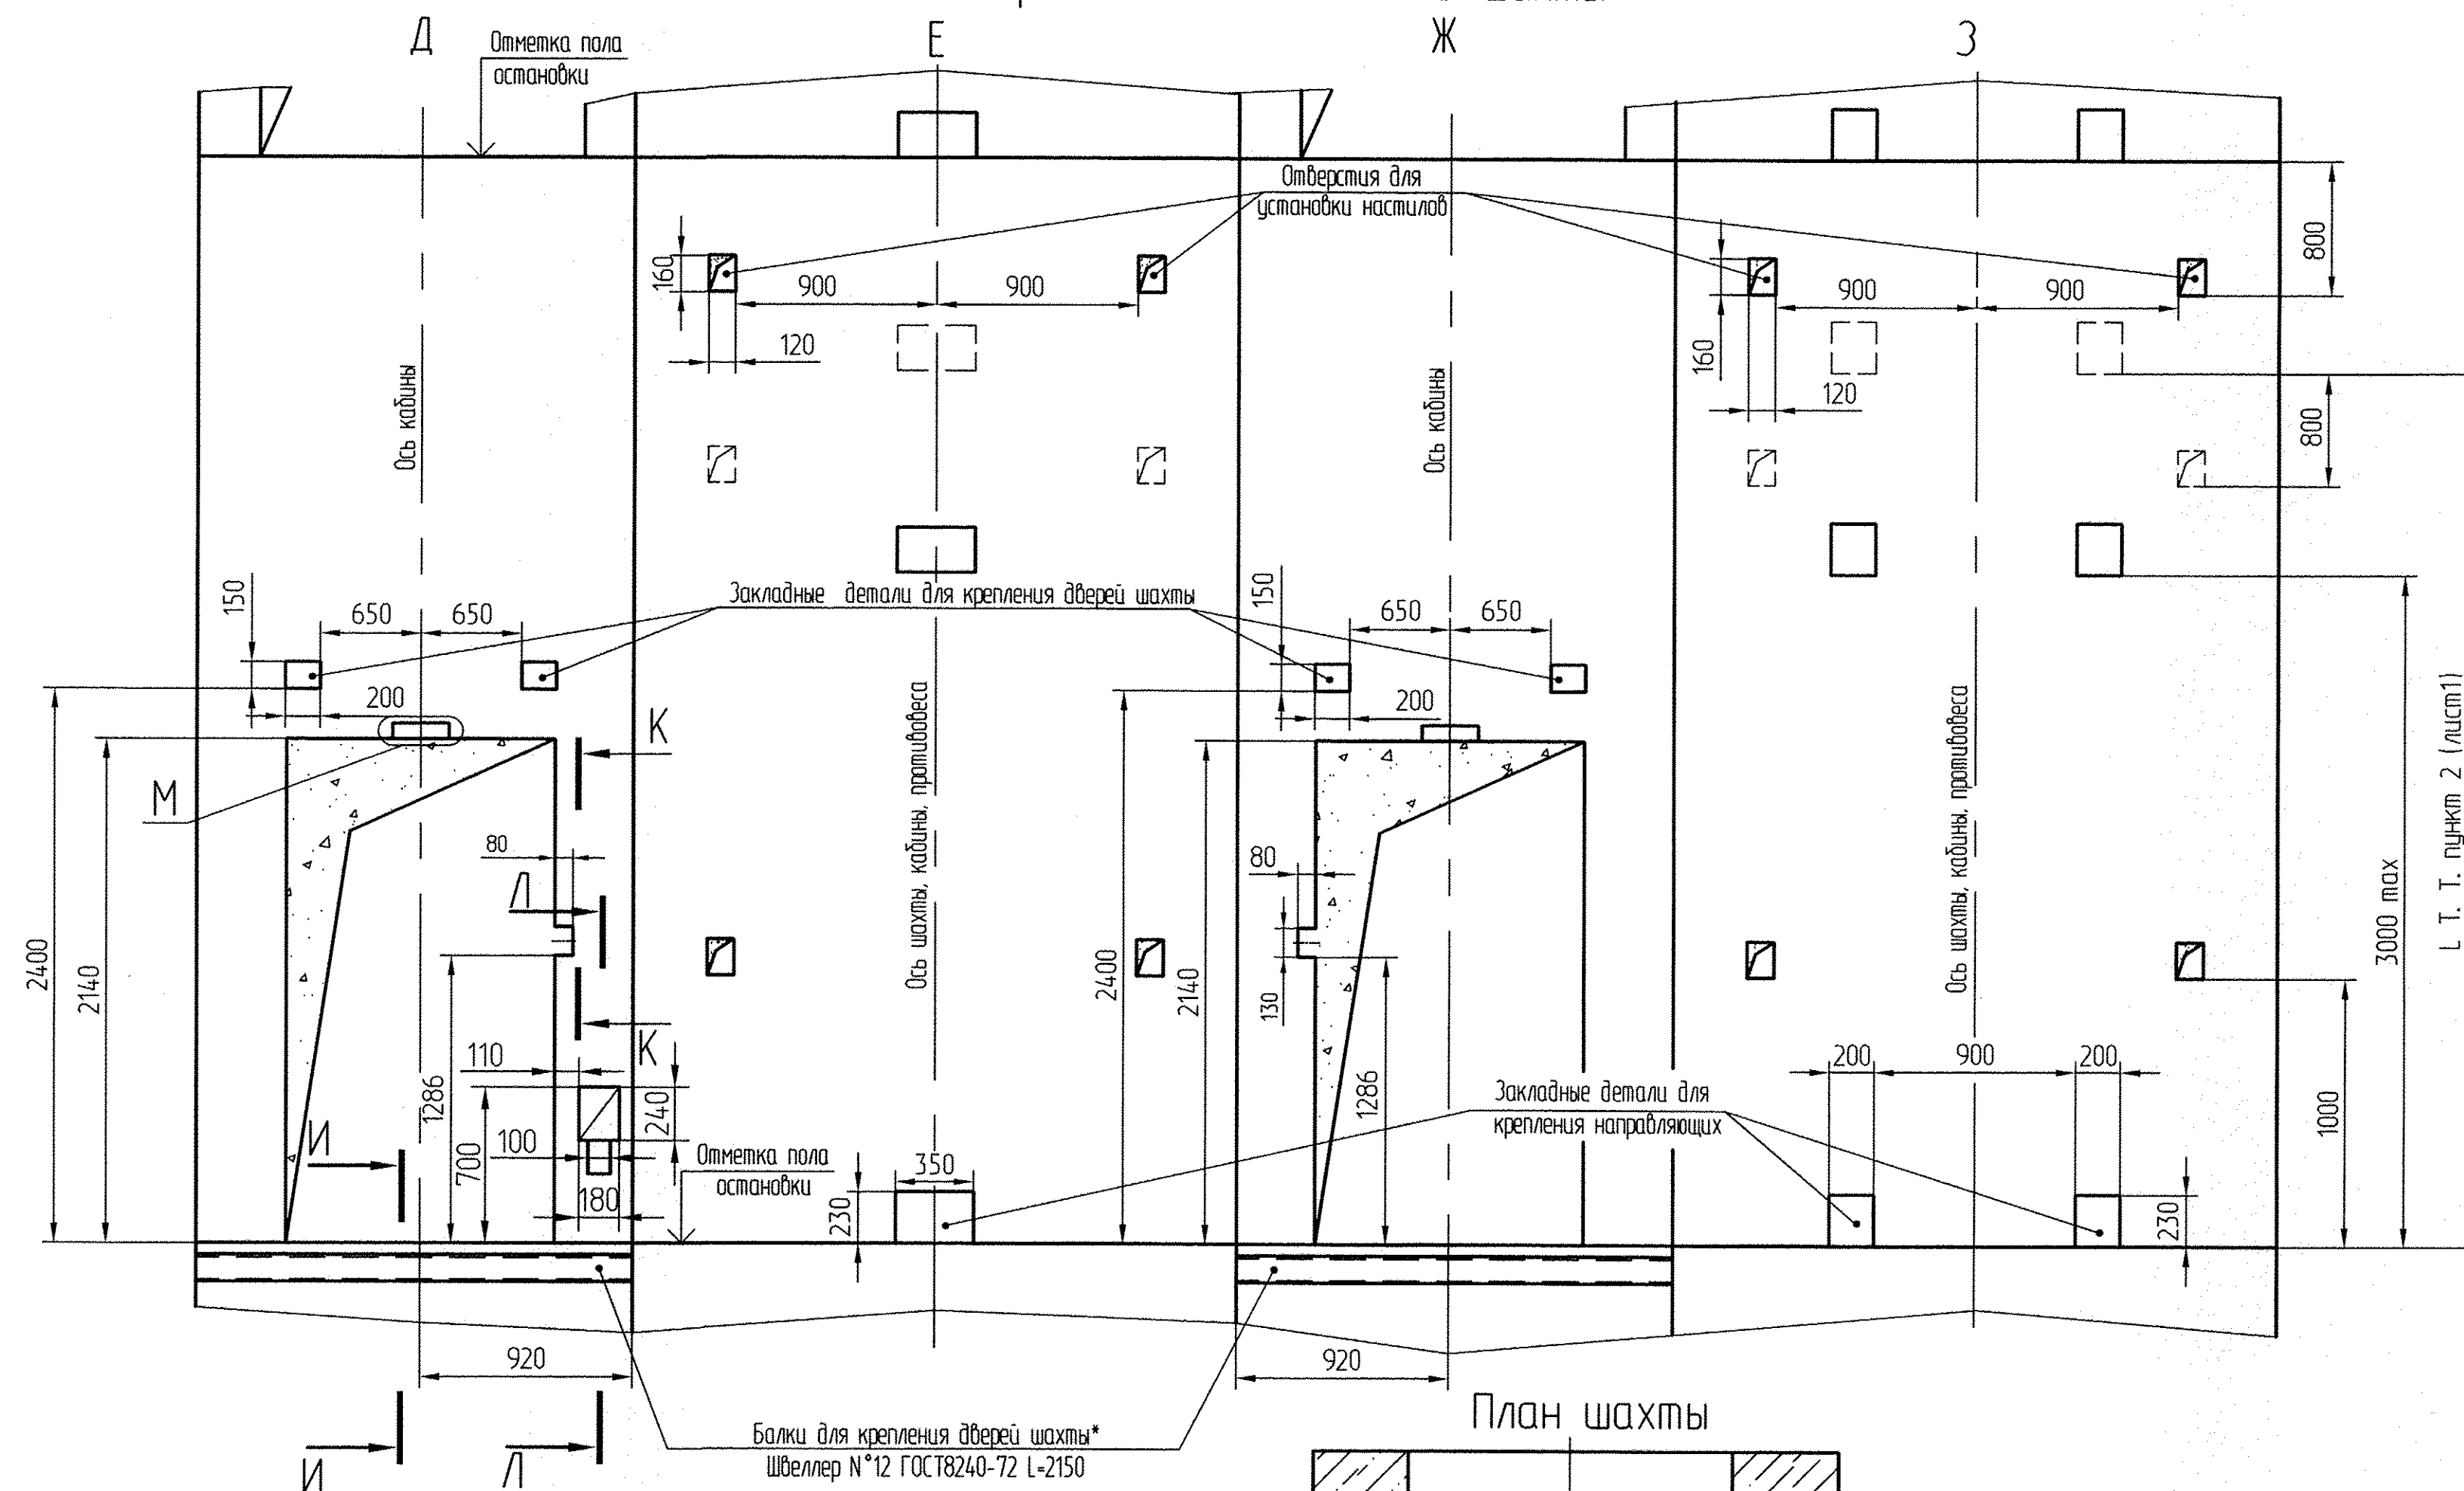 Д
Е
Ж
З
Отметка пола
остановки
Отверстия для
установки настилов
800
160
900
900
120
160
900
900
120
800
Ось кабины
Ось кабины
150
650
650
200
Закладные детали для крепления дверей шахты
150
650
650
200
К
М
80
Л
80
130
2400
2140
1286
Ось шахты, кабины, противовеса
2400
2140
1286
Ось шахты, кабины, противовеса
3000 max
L Т. Т. пункт 2 (лист1)
К
110
240
700
100
180
И
Отметка пола
остановки
350
230
Закладные детали для
крепления направляющих
200
900
200
1000
230
920
920
И
Л
Балки для крепления дверей шахты*
Швеллер N°12 ГОСТ8240-72 L=2150
План шахты